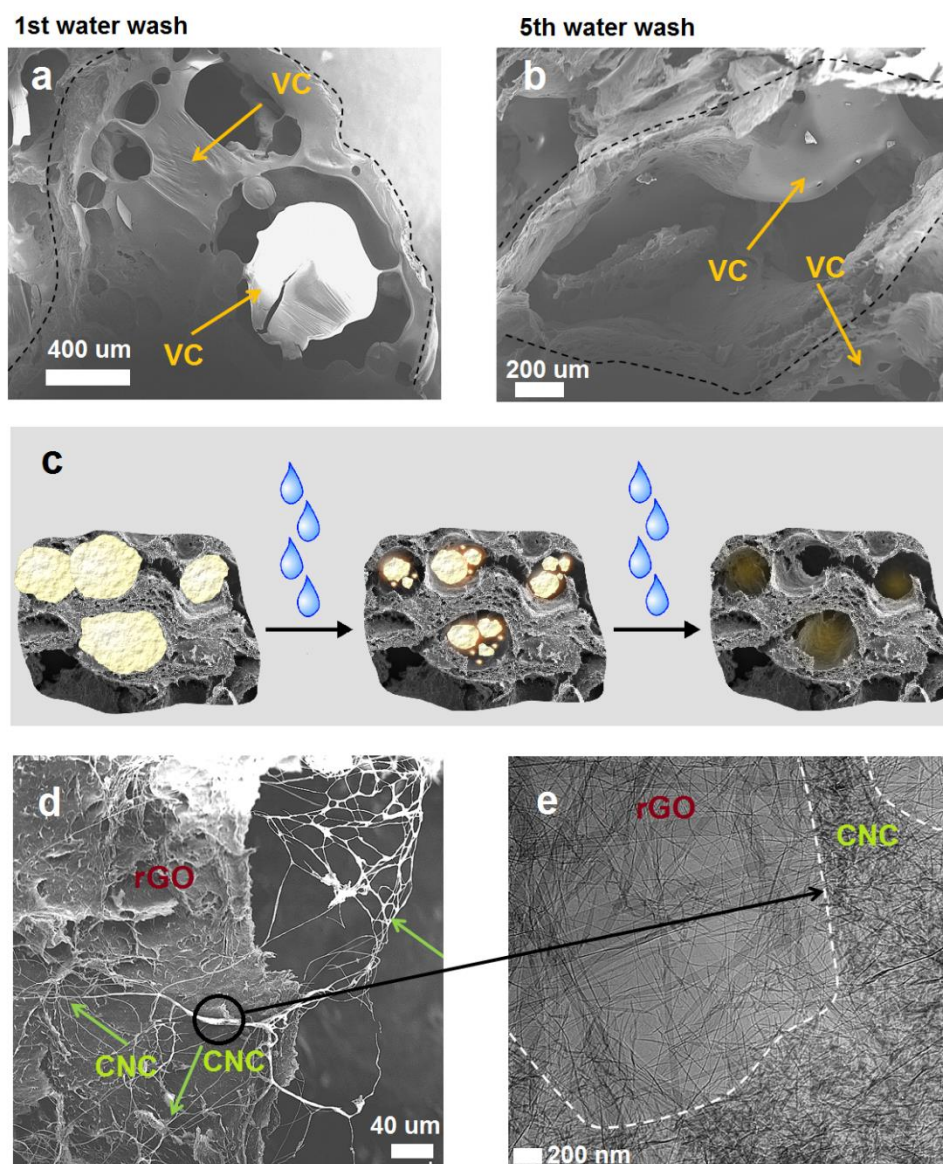 1st water wash
5th water wash
a
VC
VC
400 um
b
VC
VC
200 um
c
d
rGO
CNC
CNC
40 um
e
rGO
CNC
200 nm